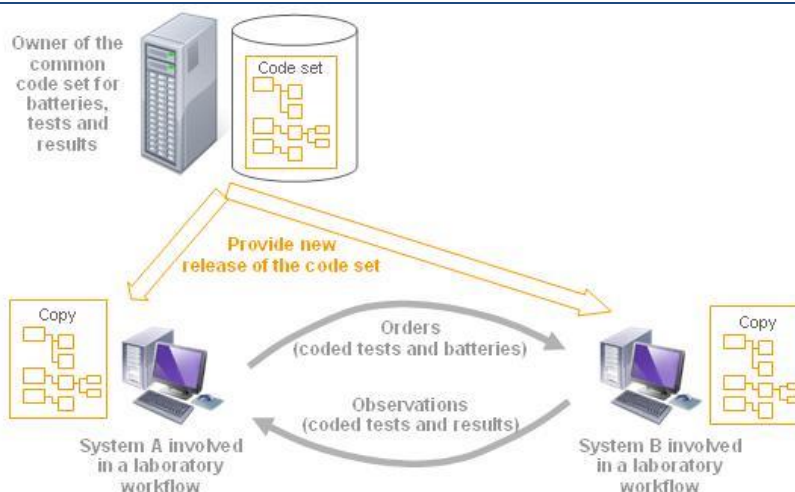 Owner of the
common
code set for
batteries,
tests and
results
Code set
Provide new
release of the code set
Copy
Orders
(coded tests and batteries)
Copy
Observations
(coded tests and results)
System A involved
in a laboratory
workflow
System B involved
in a laboratory
workflow